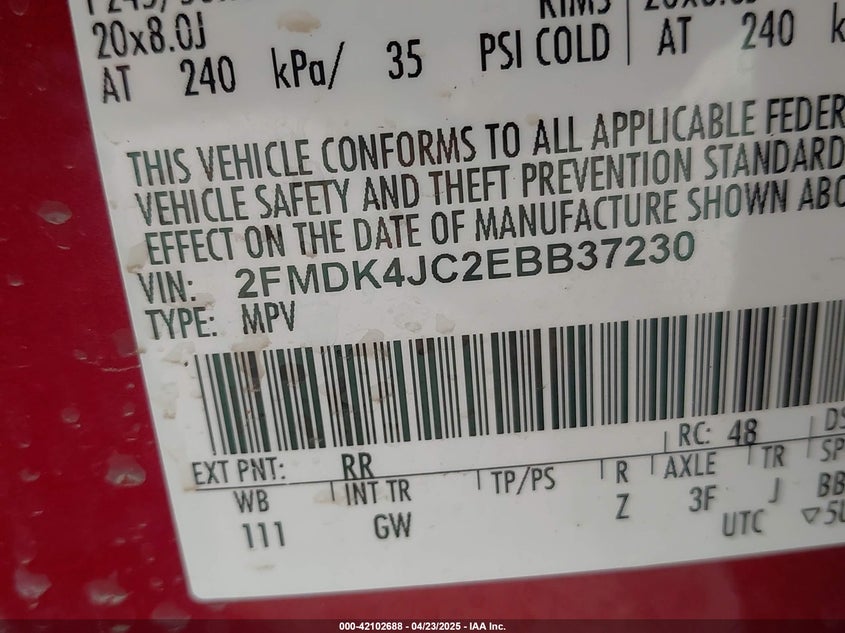 20x8.0J
AT 240 kPa/ 35 PSI COLD AT 240
THIS VEHICLE CONFORMS TO ALL APPLICABLE FEDER
VEHICLE SAFETY AND THEFT PREVENTION STANDARD
EFFECT ON THE DATE OF MANUFACTURE SHOWN ABO
VIN: 2FMDK4JC2EBB37230
TYPE: MPV
RC: 48
EXT PNT: RR
WB INT TR TP/PS R AXLE TR SP
111 GW Z 3F J BB
UTC
000-42102688 - 04/23/2025 - IAA Inc.